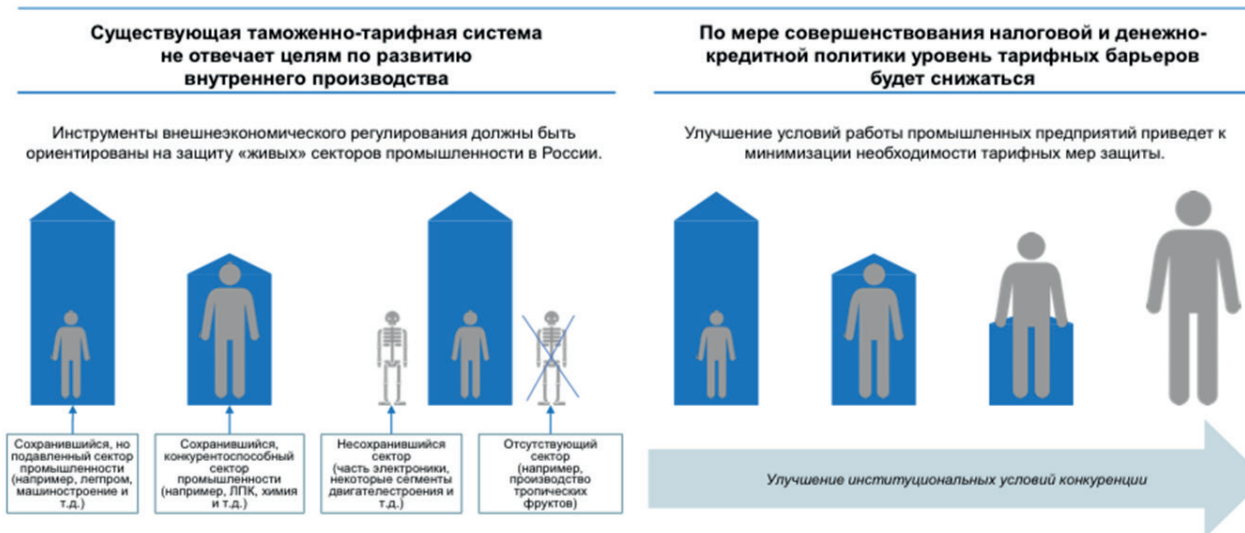 Существующая таможенно-тарифная система
не отвечает целям по развитию
внутреннего производства
Инструменты внешнеэкономического регулирования должны быть
ориентированы на защиту «живых» секторов промышленности в России.
Сохранившийся, но
подавленный сектор
промышленности
(например, легпром,
машиностроение и
т.д.)
Сохранившийся,
конкурентоспособный
сектор
промышленности
(например, ЛПК, химия
и т.д.)
Несохранившийся
сектор
(часть электроники,
некоторые сегменты
двигателестроения и
т.д.)
Отсутствующий
сектор
(например,
производство
тропических
фруктов)
По мере совершенствования налоговой и денежно-
кредитной политики уровень тарифных барьеров
будет снижаться
Улучшение условий работы промышленных предприятий приведет к
минимизации необходимости тарифных мер защиты.
Улучшение институциональных условий конкуренции